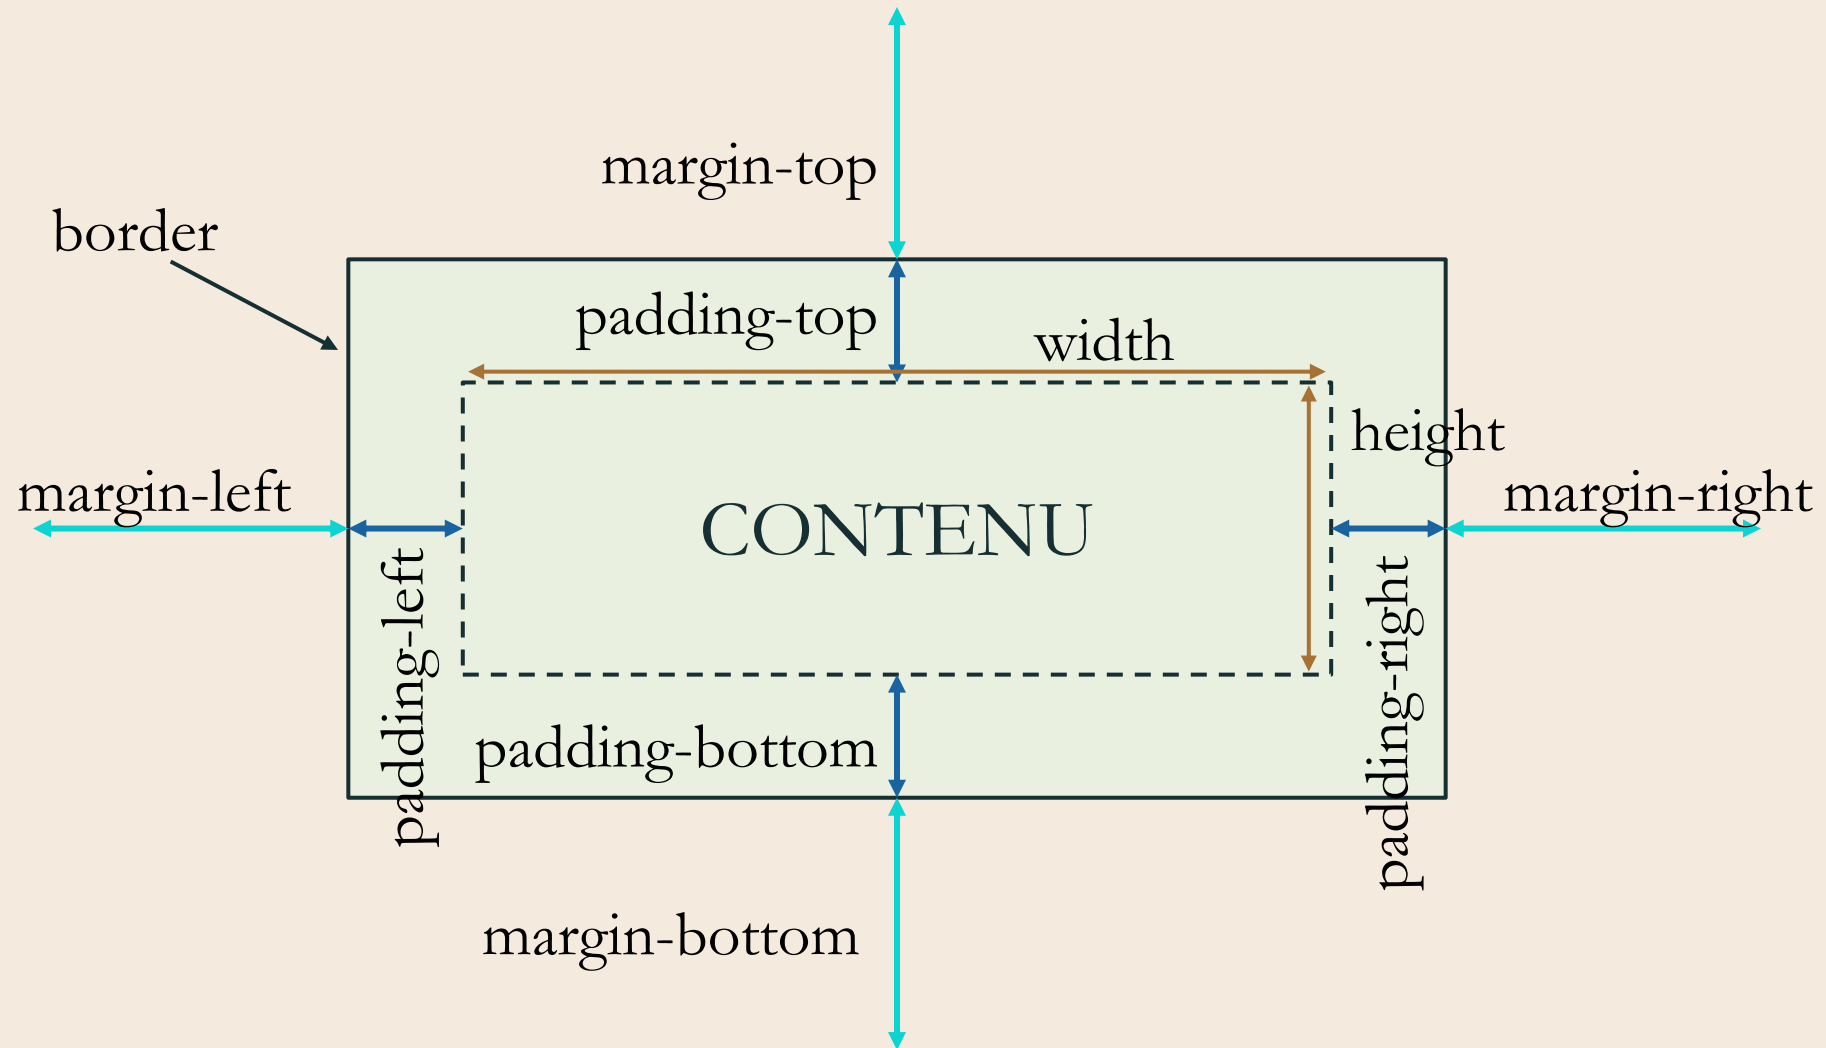 margin-top
border
padding-top
width
height
margin-left
margin-right
CONTENU
padding-left
padding-right
padding-bottom
margin-bottom